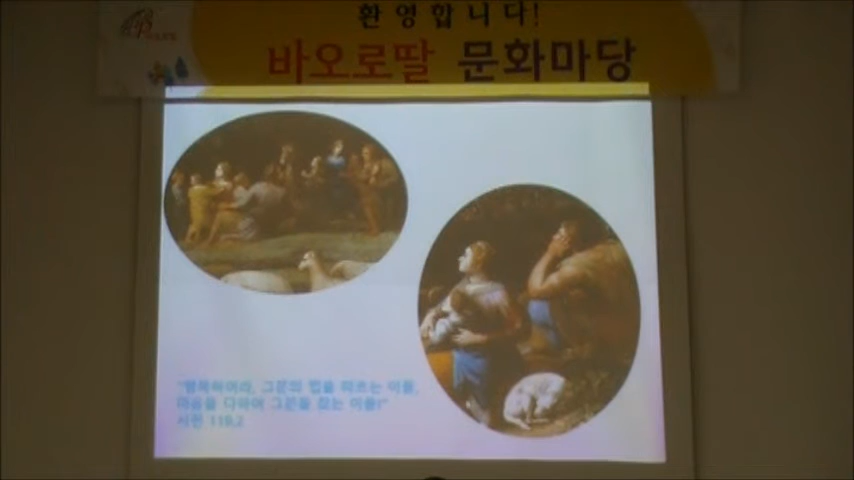 환영합니다!
바오로딸 문화마당
"행복하여라, 그분의 법을 따르는 이들,
마음을 다하여 그분을 찾는 이들!"
시편 119,2